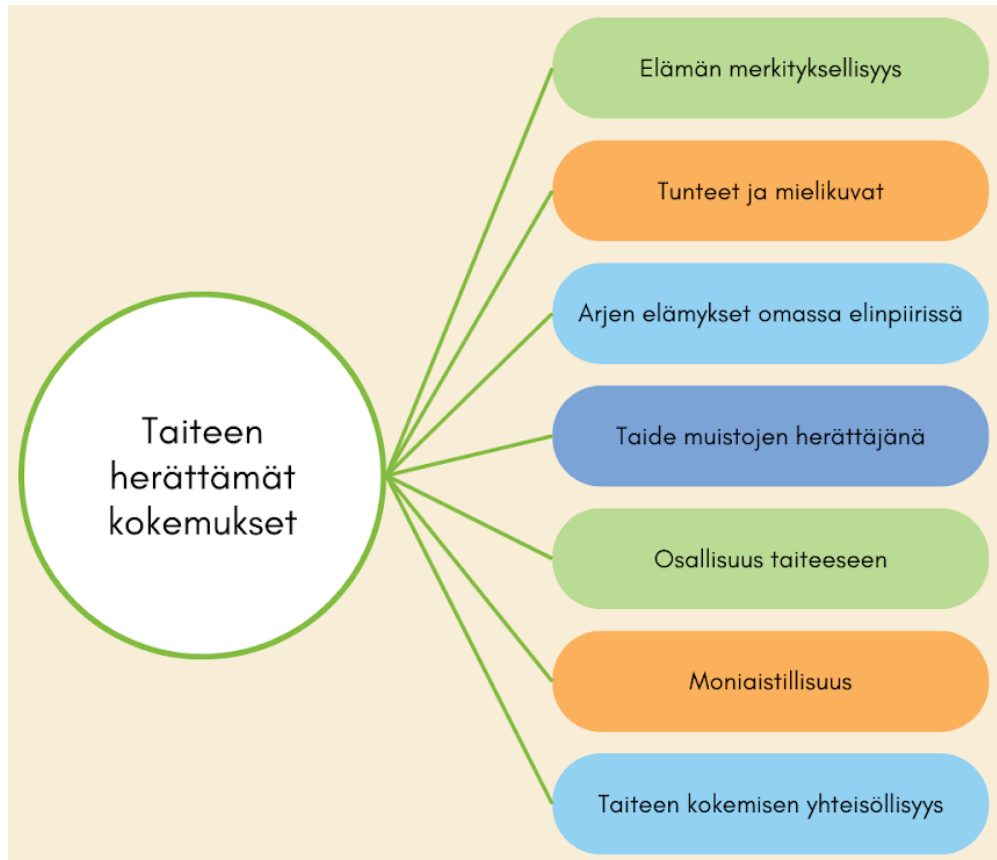 Taiteen
herättämät
kokemukset
Elämän merkityksellisyys
Tunteet ja mielikuvat
Arjen elämykset omassa elinpiirissä
Taide muistojen herättäjänä
Osallisuus taiteeseen
Moniaistillisuus
Taiteen kokemisen yhteisöllisyys